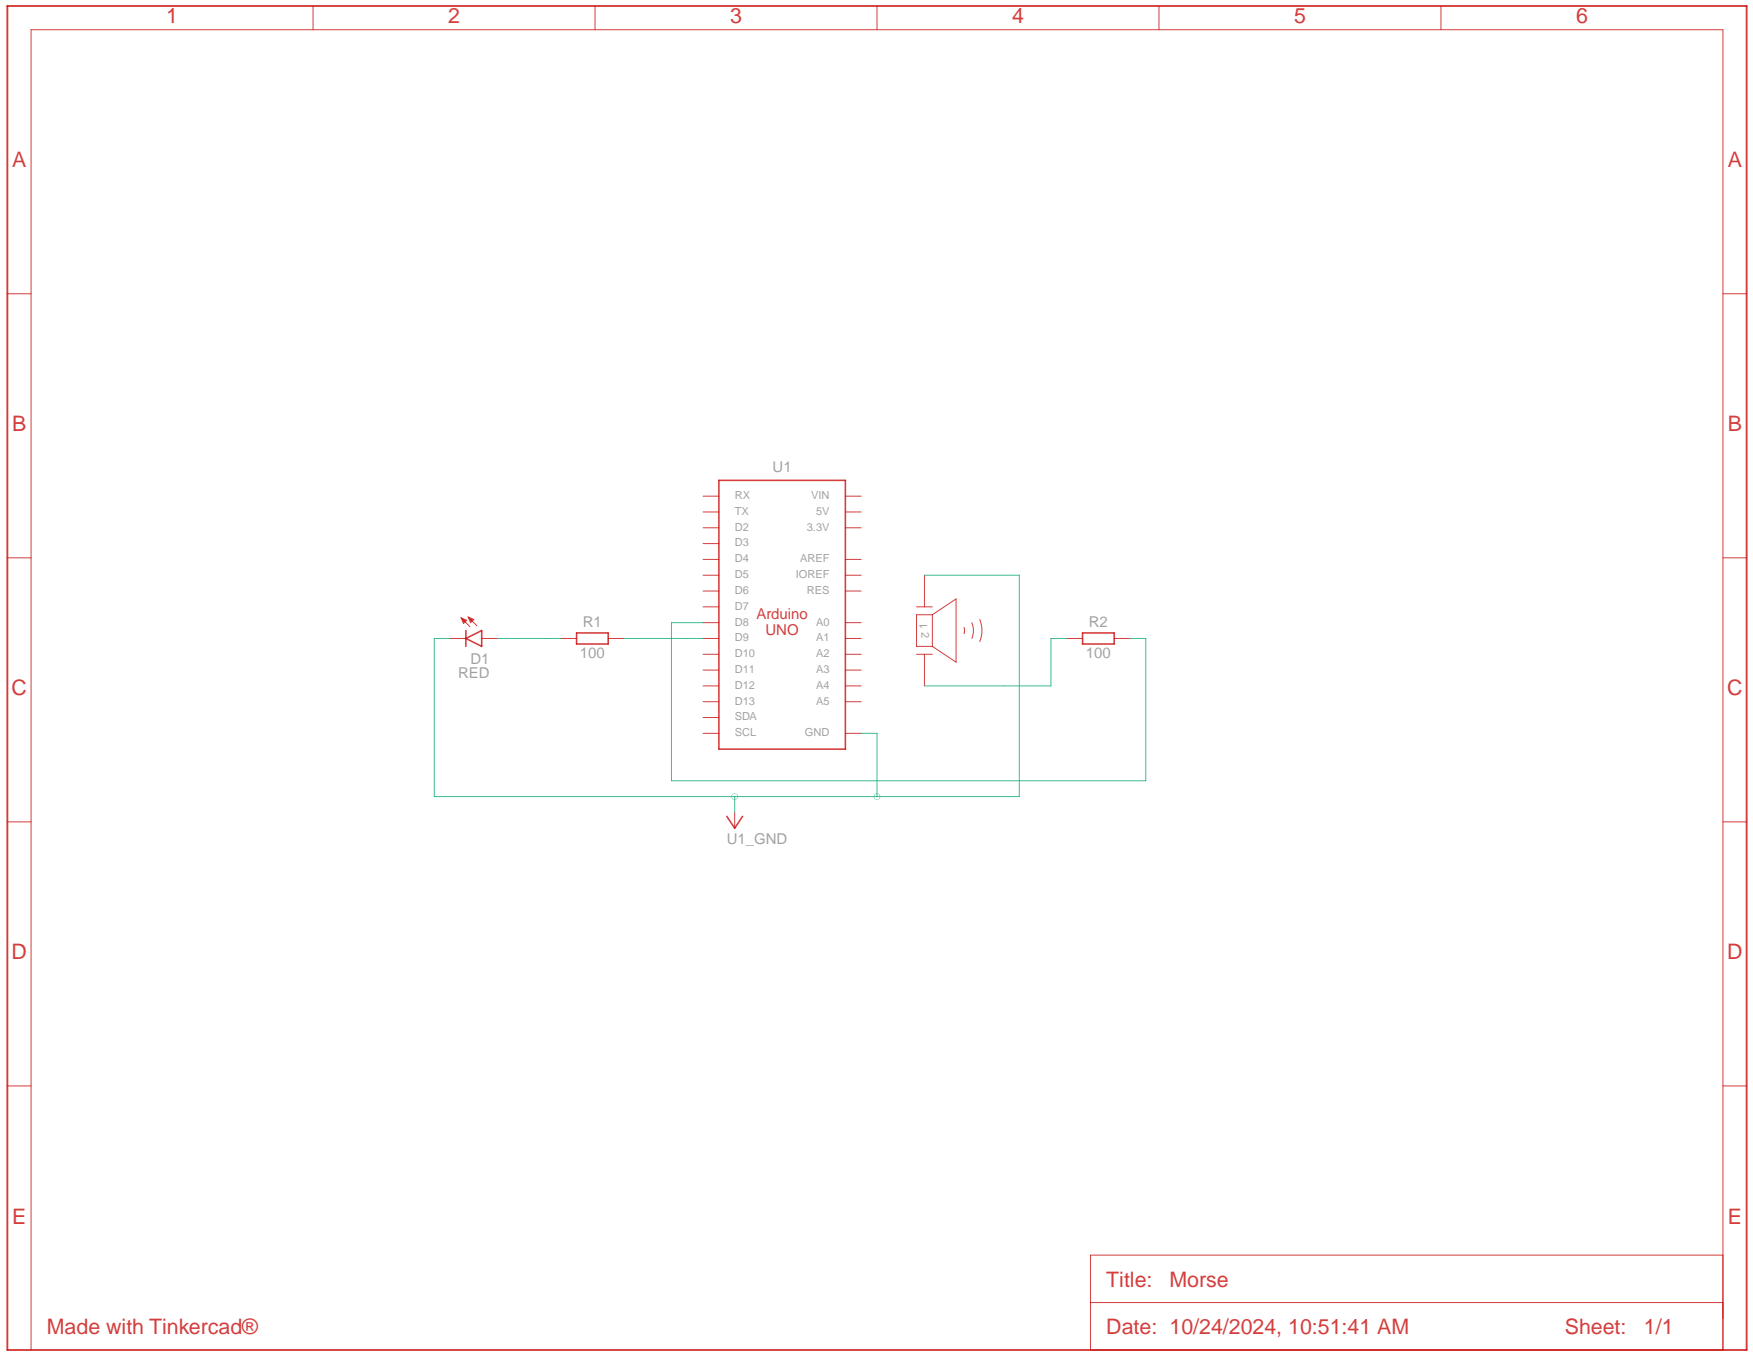 1 2 3 4 5 6
A A
B B
U1
RX VIN
TX 5V
D2 3.3V
D3
D4 AREF
D5 IOREF
D6 RES
D7
Arduino
UNO
D8 A0
D9 A1
D10 A2
D11 A3
D12 A4
D13 A5
SDA
SCL GND
D1
RED
R1
100
1 2
R2
100
C C
U1_GND
D D
E E
Title: Morse
Date: 10/24/2024, 10:51:41 AM Sheet: 1/1
Made with Tinkercad®